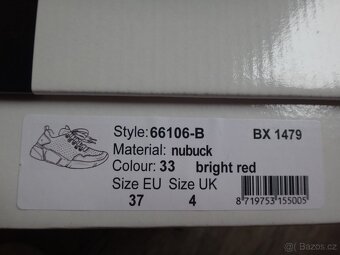 Style: 66106-B BX 1479
Material: nubuck
Colour: 33 bright red
Size EU Size UK
37 4
8 719753 155005
Bazoš.cz